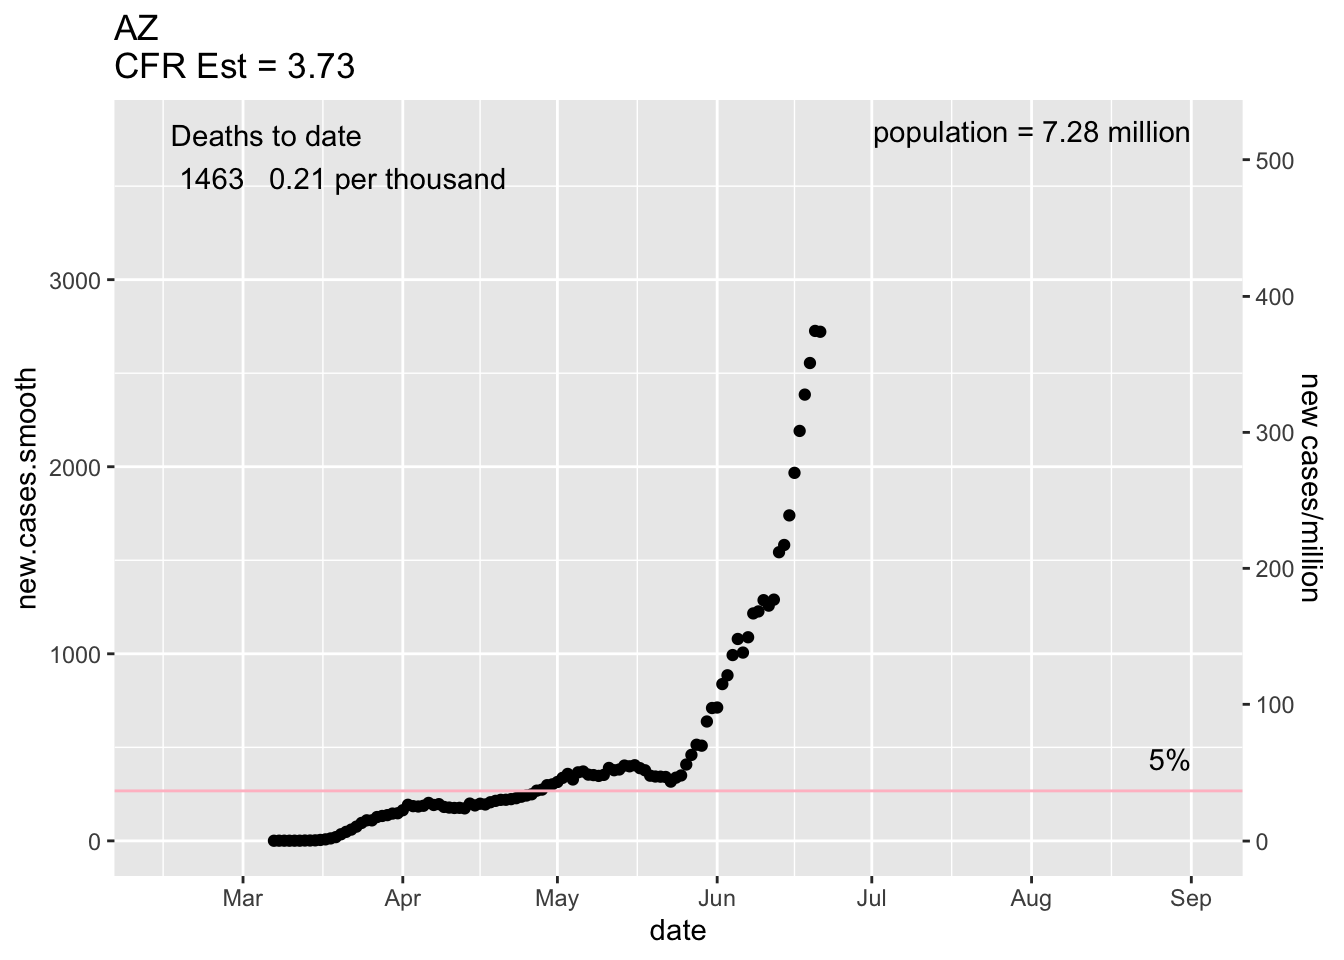 AZ
CFR Est = 3.73
Deaths to date
1463 0.21 per thousand
population = 7.28 million
5%
new.cases.smooth
3000
2000
1000
0
500
400
300
200
100
0
new cases/million
Mar Apr May Jun Jul Aug Sep
date